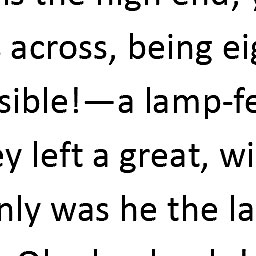 is the high end, 
across, being eig
sible!—a lamp-fe
ey left a great, wi
nly was he the la